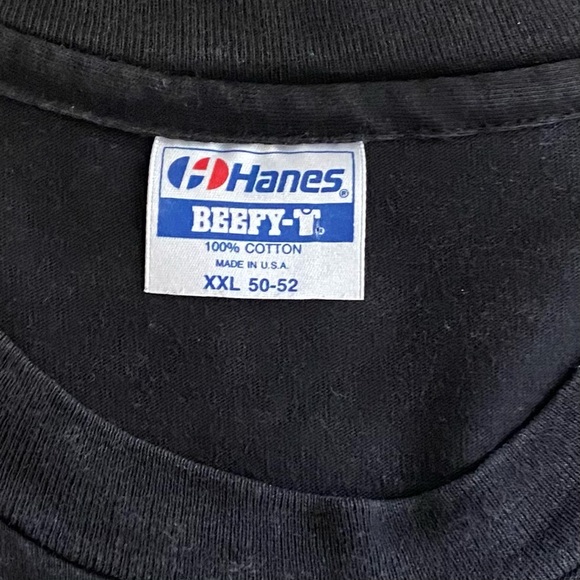 Hanes®
BEEFY-T®
100% COTTON
MADE IN U.S.A.
XXL 50-52